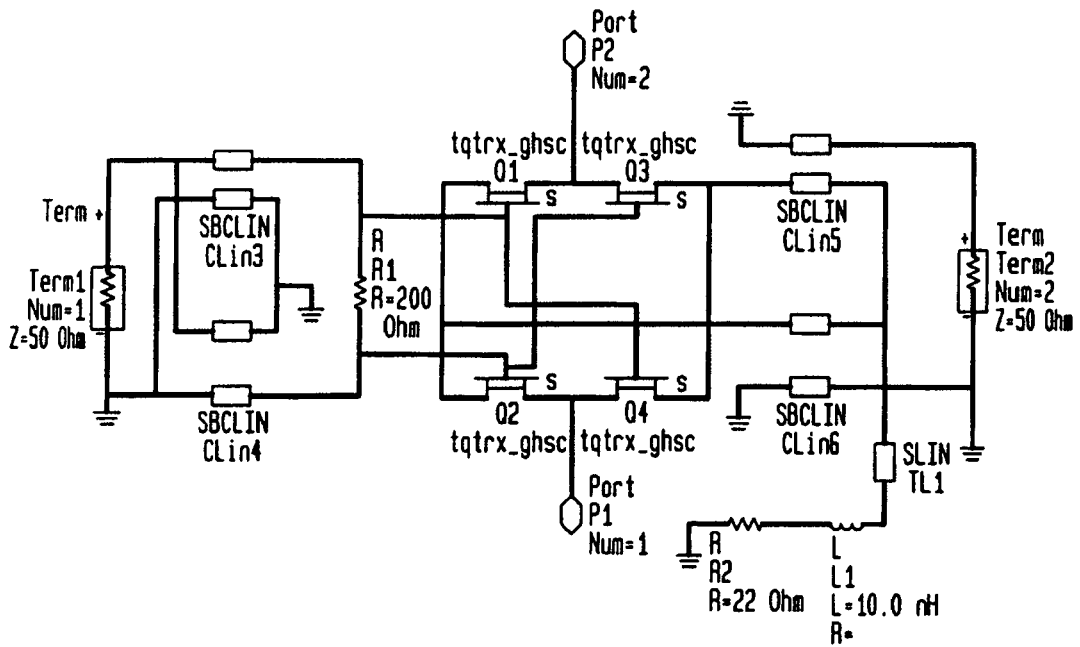 Port
P2
Num=2
tqtrx_ghsc
Q1
S
tqtrx_ghsc
Q3
S
Term +
Term1
Num=1
Z=50 Ohm
-
SBCLIN
CLin3
R
R1
R=200
Ohm
SBCLIN
CLin4
SBCLIN
CLin5
+
Term
Term2
Num=2
Z=50 Ohm
-
S
Q2
tqtrx_ghsc
S
Q4
tqtrx_ghsc
SBCLIN
CLin6
SLIN
TL1
Port
P1
Num=1
R
R2
R=22 Ohm
L
L1
L=10.0 nH
R=